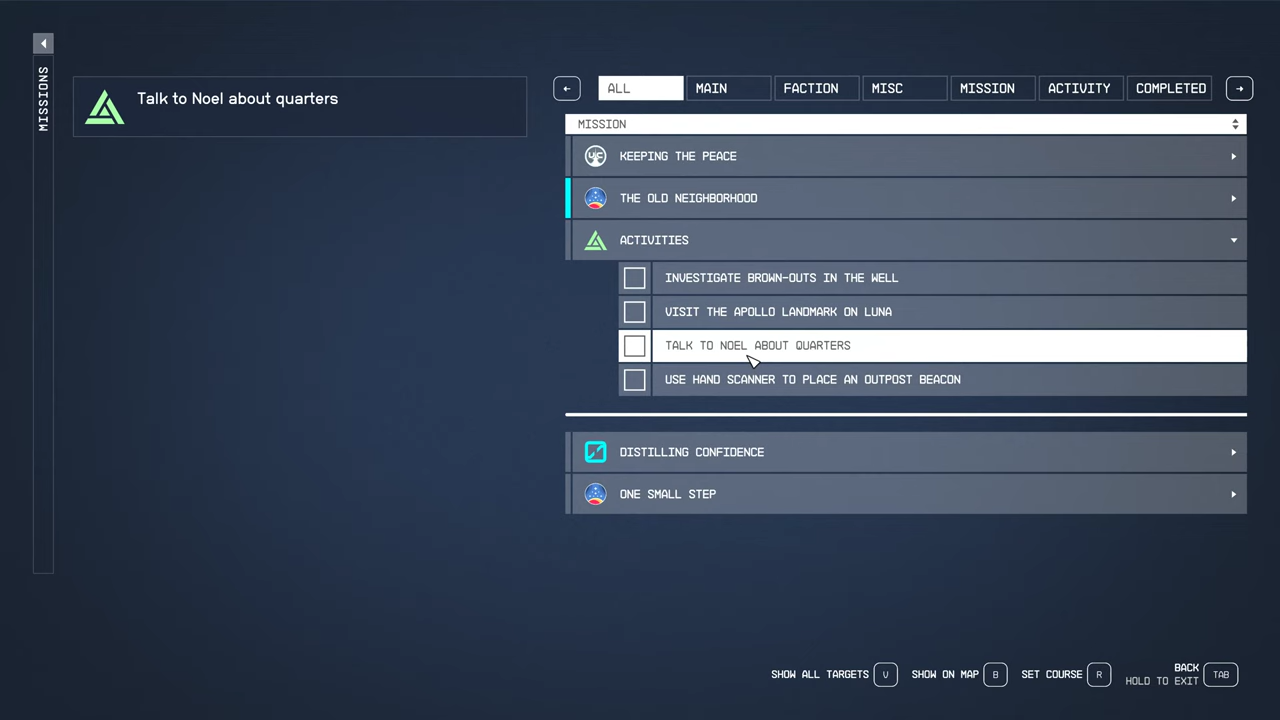 MISSIONS
Talk to Noel about quarters
ALL
MAIN
FACTION
MISC
MISSION
ACTIVITY
COMPLETED
MISSION
UC
KEEPING THE PEACE
THE OLD NEIGHBORHOOD
ACTIVITIES
INVESTIGATE BROWN-OUTS IN THE WELL
VISIT THE APOLLO LANDMARK ON LUNA
TALK TO NOEL ABOUT QUARTERS
USE HAND SCANNER TO PLACE AN OUTPOST BEACON
DISTILLING CONFIDENCE
ONE SMALL STEP
SHOW ALL TARGETS V
SHOW ON MAP B
SET COURSE R
BACK
HOLD TO EXIT
TAB